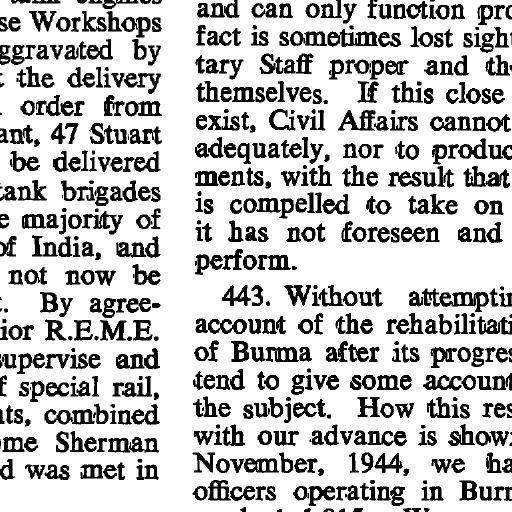 se Workshops
ggravated by
the delivery
order from
ant, 47 Stuart
be delivered
tank brigades
e majority of
of India, and
not now be
. By agree-
ior R.E.M.E.
supervise and
f special rail,
nts, combined
ome Sherman
d was met in
and can only function pro
fact is sometimes lost sight
tary Staff proper and th
themselves. If this close
exist, Civil Affairs cannot
adequately, nor to produc
ments, with the result that
is compelled to take on
it has not foreseen and
perform.
443. Without attemptin
account of the rehabilitati
of Burma after its progres
tend to give some account
the subject. How this res
with our advance is show
November, 1944, we ha
officers operating in Burm